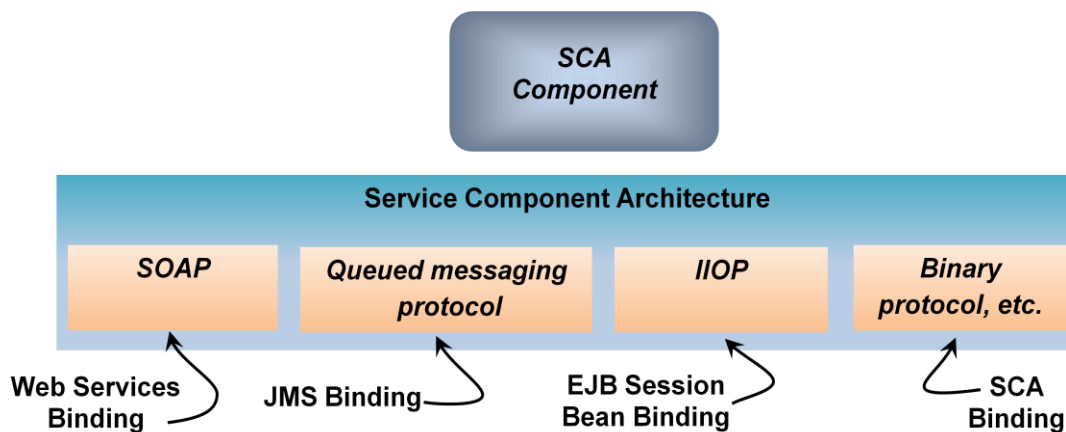 SCA
Component
Service Component Architecture
SOAP
Queued messaging
protocol
IIOP
Binary
protocol, etc.
Web Services
Binding
JMS Binding
EJB Session
Bean Binding
SCA
Binding